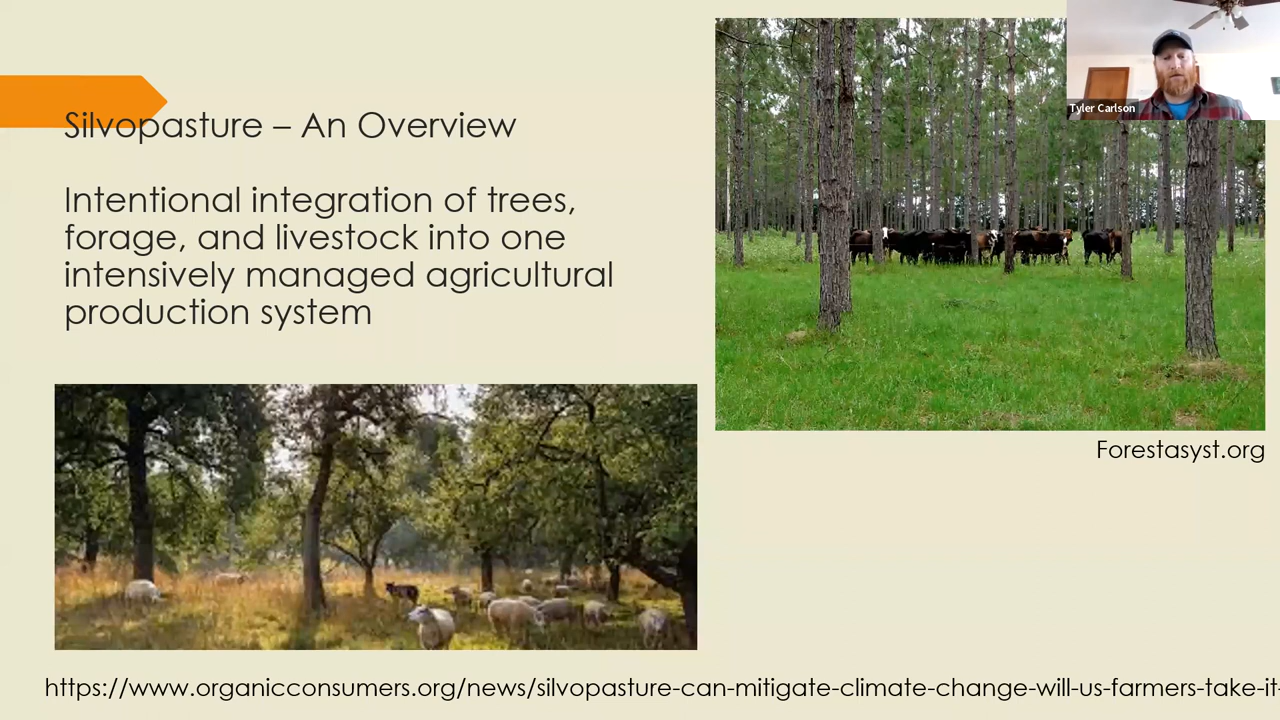 Silvopasture – An Overview
Intentional integration of trees,
forage, and livestock into one
intensively managed agricultural
production system
Tyler Carlson
Forestasyst.org
https://www.organicconsumers.org/news/silvopasture-can-mitigate-climate-change-will-us-farmers-take-it-